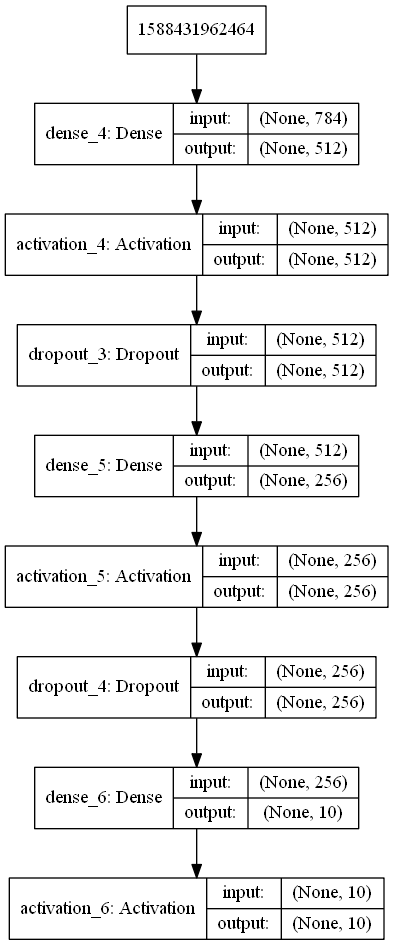 1588431962464
dense_4: Dense
input: (None, 784)
output: (None, 512)
activation_4: Activation
input: (None, 512)
output: (None, 512)
dropout_3: Dropout
input: (None, 512)
output: (None, 512)
dense_5: Dense
input: (None, 512)
output: (None, 256)
activation_5: Activation
input: (None, 256)
output: (None, 256)
dropout_4: Dropout
input: (None, 256)
output: (None, 256)
dense_6: Dense
input: (None, 256)
output: (None, 10)
activation_6: Activation
input: (None, 10)
output: (None, 10)